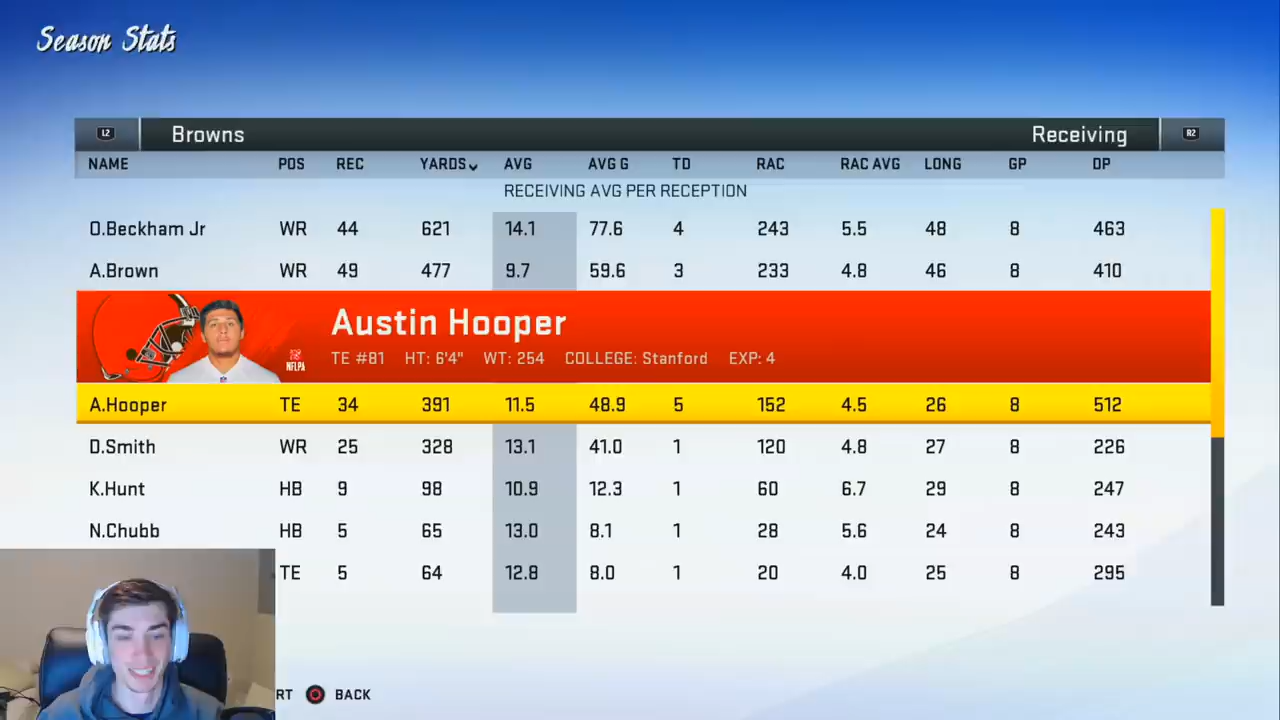 Season Stats
L2 Browns Receiving R2
NAME POS REC YARDS AVG AVG G TD RAC RAC AVG LONG GP DP
RECEIVING AVG PER RECEPTION
O.Beckham Jr WR 44 621 14.1 77.6 4 243 5.5 48 8 463
A.Brown WR 49 477 9.7 59.6 3 233 4.8 46 8 410
Austin Hooper
TE #81 HT: 6'4" WT: 254 COLLEGE: Stanford EXP: 4
NFLPA
A.Hooper TE 34 391 11.5 48.9 5 152 4.5 26 8 512
D.Smith WR 25 328 13.1 41.0 1 120 4.8 27 8 226
K.Hunt HB 9 98 10.9 12.3 1 60 6.7 29 8 247
N.Chubb HB 5 65 13.0 8.1 1 28 5.6 24 8 243
TE 5 64 12.8 8.0 1 20 4.0 25 8 295
RT BACK